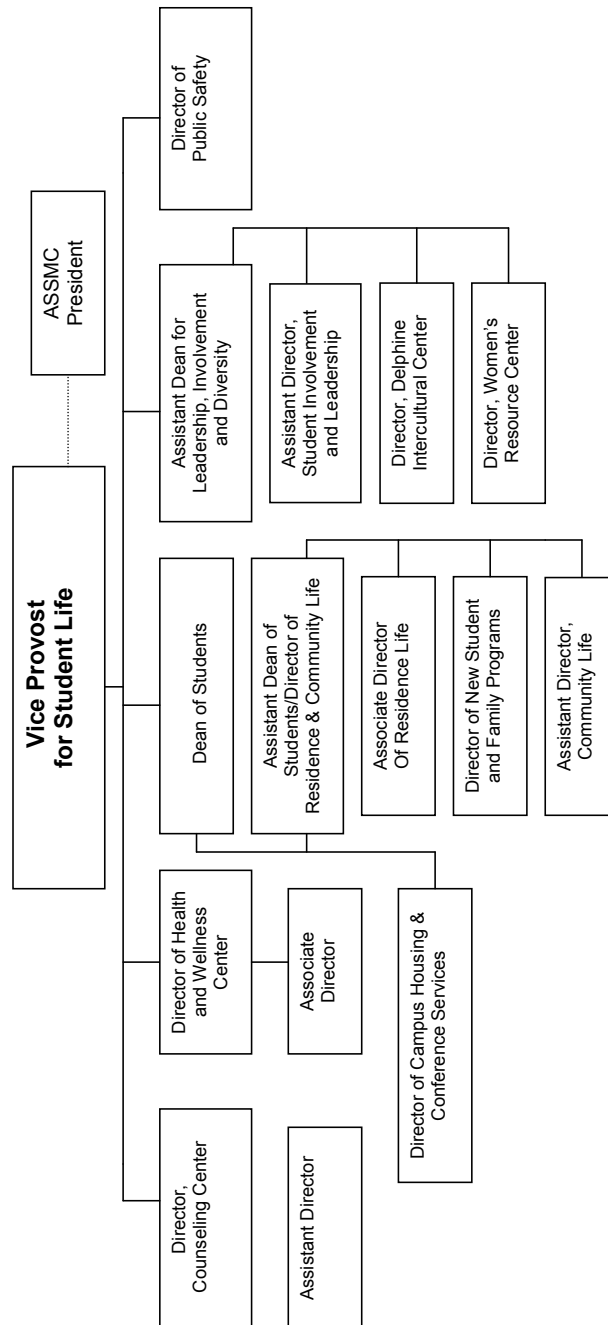 Vice Provost
for Student Life
ASSMC
President
Director,
Counseling Center
Assistant Director
Director of Health
and Wellness
Center
Associate
Director
Dean of Students
Assistant Dean of
Students/Director of
Residence & Community Life
Director of Campus Housing &
Conference Services
Associate Director
Of Residence Life
Director of New Student
and Family Programs
Assistant Director,
Community Life
Assistant Dean for
Leadership, Involvement
and Diversity
Assistant Director,
Student Involvement
and Leadership
Director, Delphine
Intercultural Center
Director, Women’s
Resource Center
Director of
Public Safety